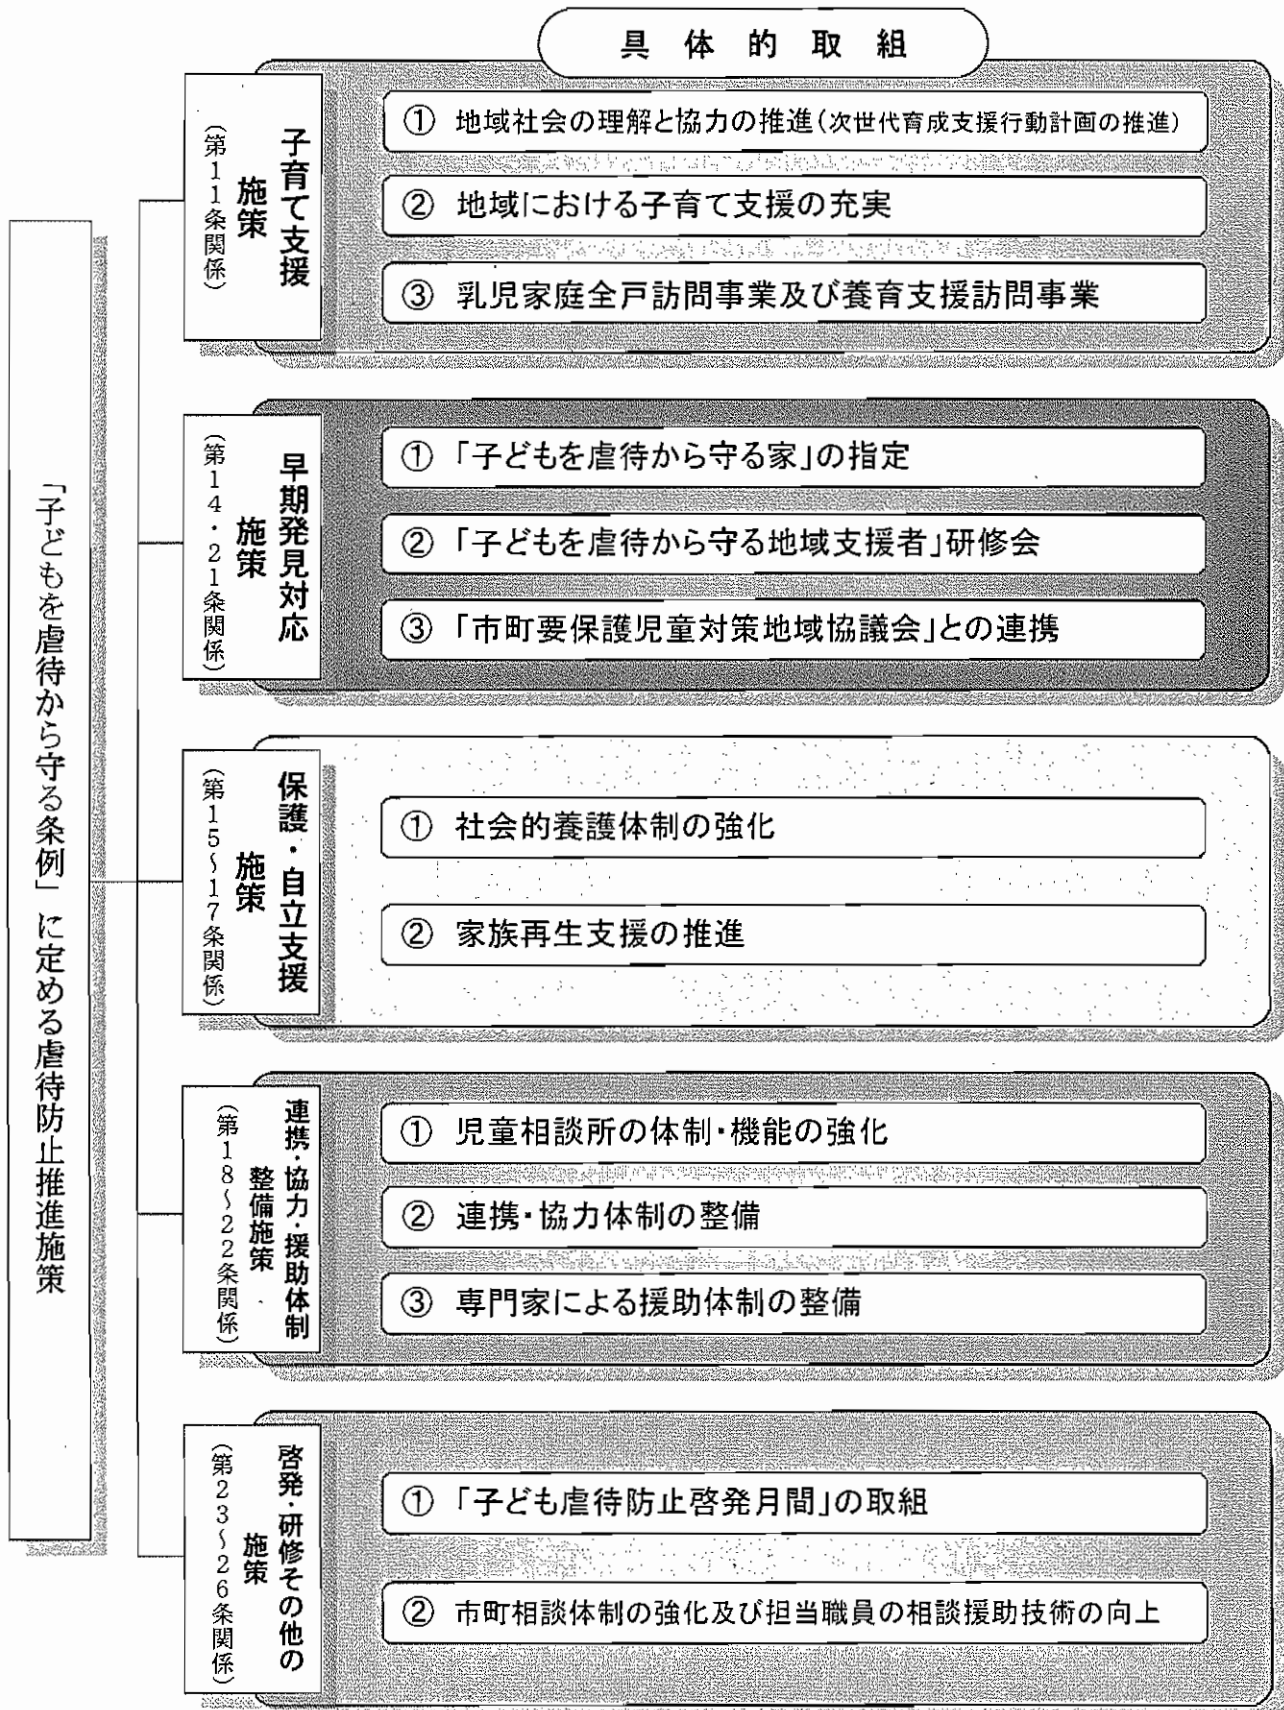 具体的取組
「子どもを虐待から守る条例」に定める虐待防止推進施策
子育て支援
施策
（第11条関係）
① 地域社会の理解と協力の推進(次世代育成支援行動計画の推進)
② 地域における子育て支援の充実
③ 乳児家庭全戸訪問事業及び養育支援訪問事業
早期発見対応
施策
（第14・21条関係）
① 「子どもを虐待から守る家」の指定
② 「子どもを虐待から守る地域支援者」研修会
③ 「市町要保護児童対策地域協議会」との連携
保護・自立支援
施策
（第15～17条関係）
① 社会的養護体制の強化
② 家族再生支援の推進
連携・協力・援助体制
整備施策
（第18～22条関係）
① 児童相談所の体制・機能の強化
② 連携・協力体制の整備
③ 専門家による援助体制の整備
啓発・研修その他の
施策
（第23～26条関係）
① 「子ども虐待防止啓発月間」の取組
② 市町相談体制の強化及び担当職員の相談援助技術の向上